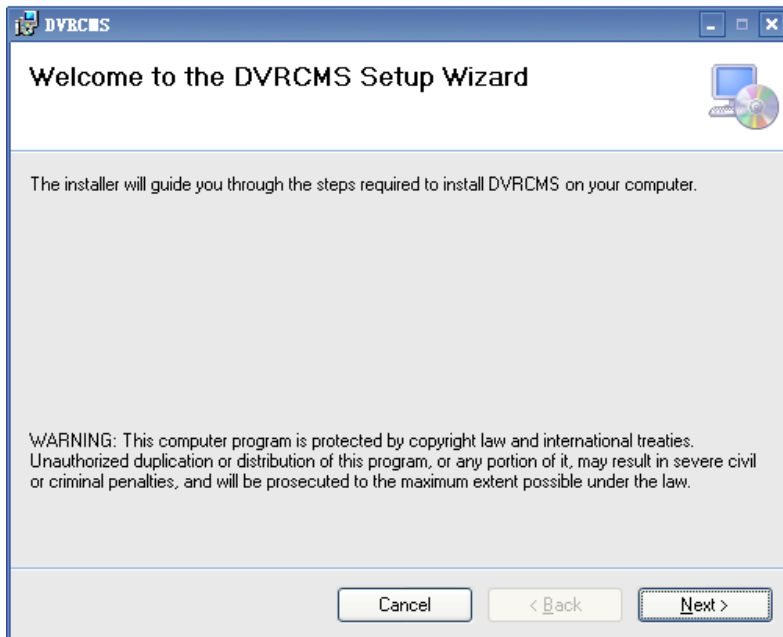 DVRCMS
Welcome to the DVRCMS Setup Wizard
The installer will guide you through the steps required to install DVRCMS on your computer.
WARNING: This computer program is protected by copyright law and international treaties.
Unauthorized duplication or distribution of this program, or any portion of it, may result in severe civil
or criminal penalties, and will be prosecuted to the maximum extent possible under the law.
Cancel
< Back
Next >